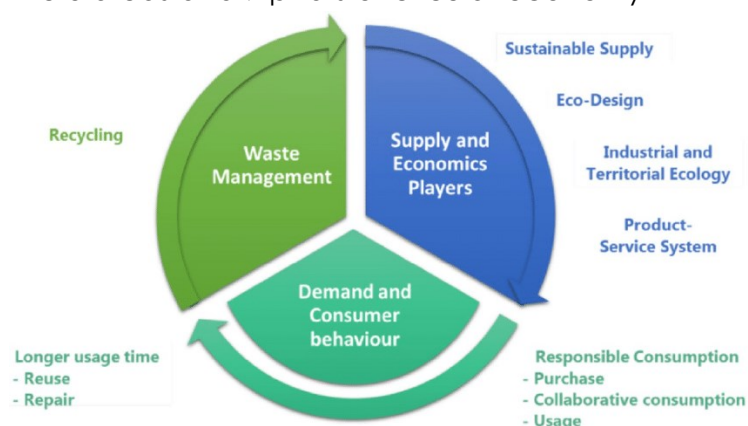 Sustainable Supply
Eco-Design
Industrial and
Territorial Ecology
Product-
Service System
Supply and
Economics
Players
Recycling
Waste
Management
Demand and
Consumer
behaviour
Longer usage time
- Reuse
- Repair
Responsible Consumption
- Purchase
- Collaborative consumption
- Usage